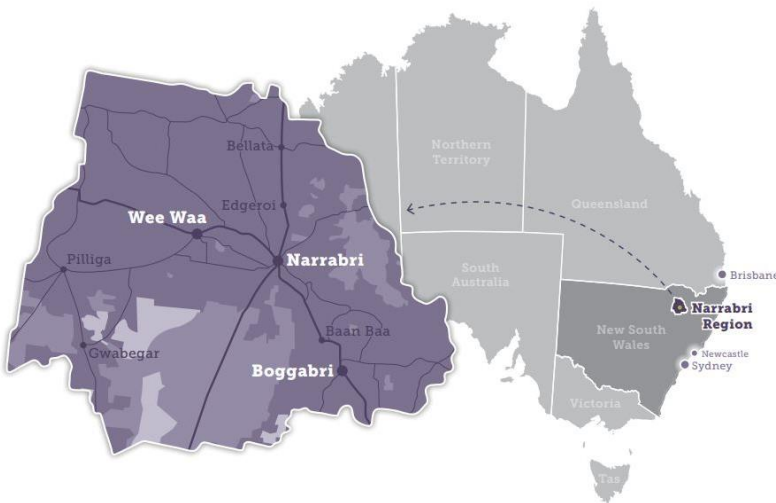 Bellata
Edgeroi
Wee Waa
Narrabri
Pilliga
Baan Baa
Gwabegar
Boggabri
Northern
Territory
Queensland
South
Australia
Brisbane
Narrabri
Region
New South
Wales
Newcastle
Sydney
Victoria
Tas